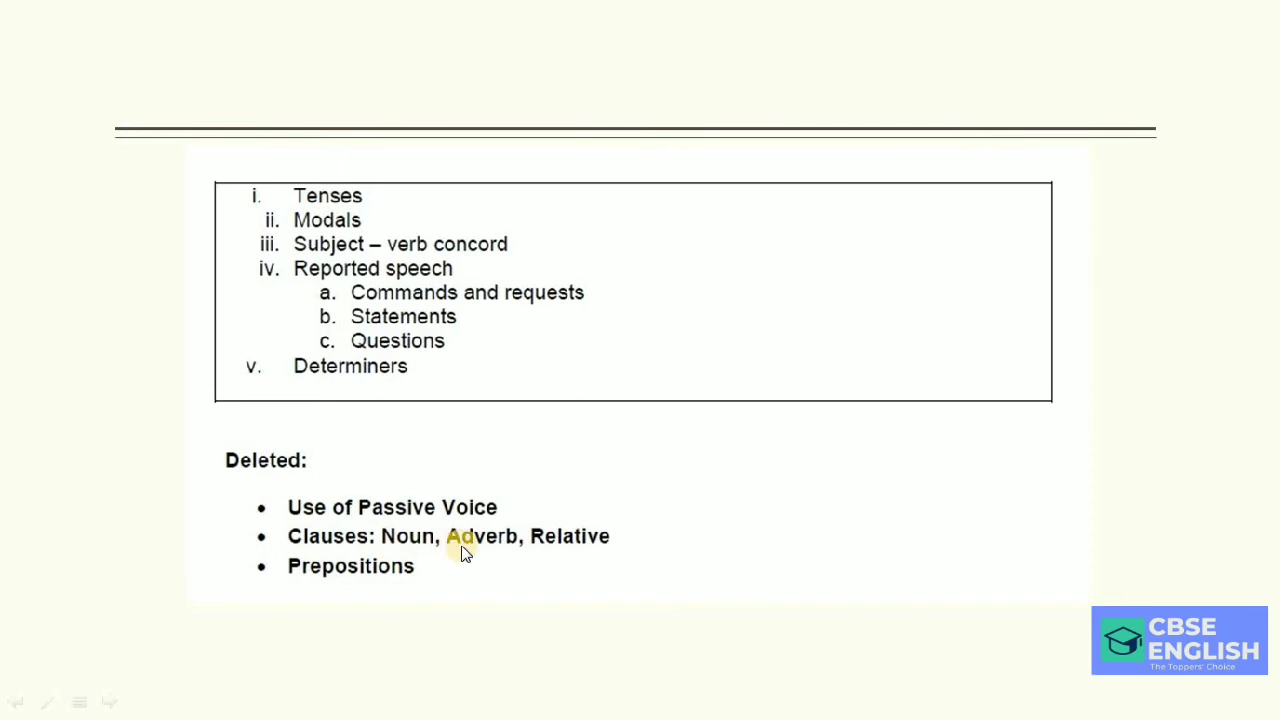 i. Tenses
ii. Modals
iii. Subject – verb concord
iv. Reported speech
a. Commands and requests
b. Statements
c. Questions
v. Determiners
Deleted:
• Use of Passive Voice
• Clauses: Noun, Adverb, Relative
• Prepositions
CBSE
ENGLISH
The Toppers' Choice